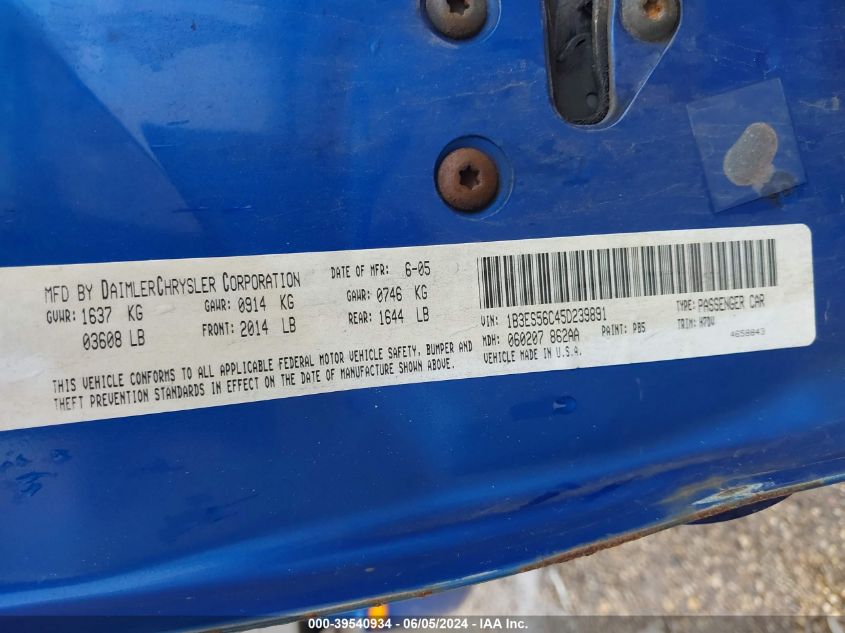 MFD BY DAIMLERCHRYSLER CORPORATION DATE OF MFR: 6-05
GVWR: 1637 KG GAWR: 0914 KG GAWR: 0746 KG
03608 LB FRONT: 2014 LB REAR: 1644 LB
THIS VEHICLE CONFORMS TO ALL APPLICABLE FEDERAL MOTOR VEHICLE SAFETY, BUMPER AND
THEFT PREVENTION STANDARDS IN EFFECT ON THE DATE OF MANUFACTURE SHOWN ABOVE.
VIN: 1B3ES56C45D239891 TYPE: PASSENGER CAR
MDH: 060207 862AA PAINT: PB5 TRIM: H7DV
VEHICLE MADE IN U.S.A. 4658843
000-39540934 | 06/05/2024 - IAA Inc.